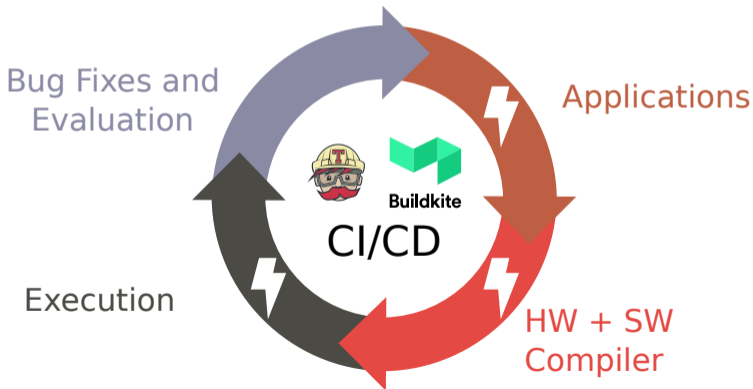 Bug Fixes and
Evaluation
Applications
T
Buildkite
CI/CD
Execution
HW + SW
Compiler